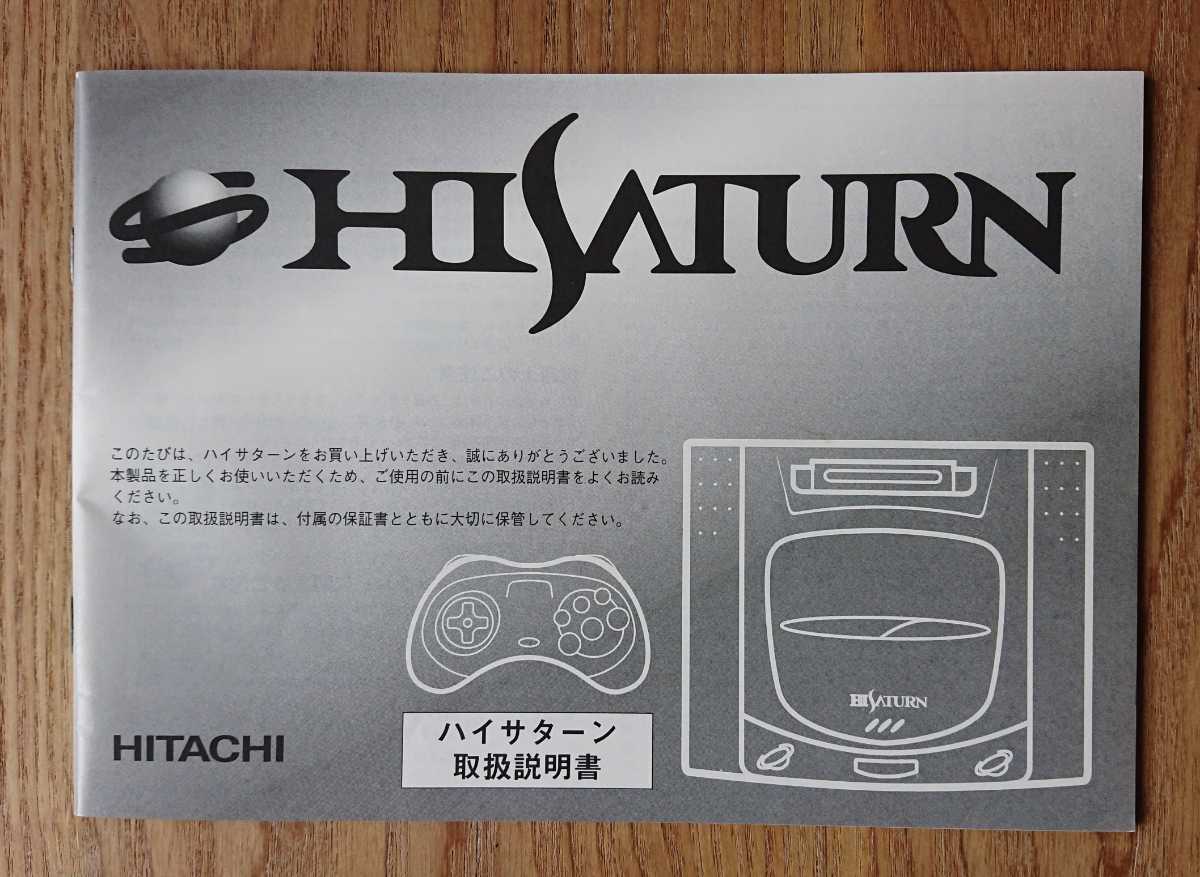 HISATURN
このたびは、ハイサターンをお買い上げいただき、誠にありがとうございました。
本製品を正しくお使いいただくため、ご使用の前にこの取扱説明書をよくお読み
ください。
なお、この取扱説明書は、付属の保証書とともに大切に保管してください。
HISATURN
HITACHI
ハイサターン
取扱説明書